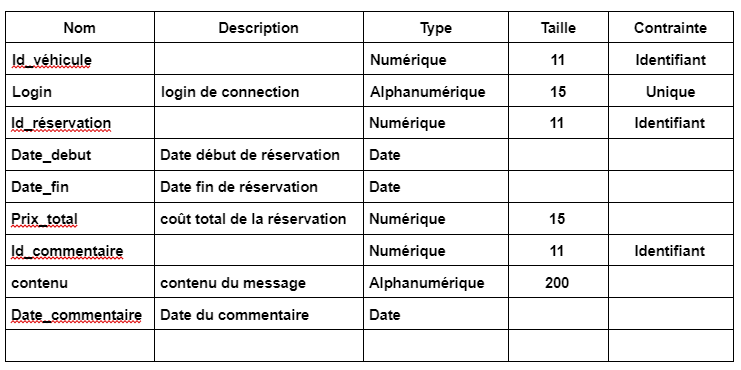 Nom Description Type Taille Contrainte
Id_véhicule Numérique 11 Identifiant
Login login de connection Alphanumérique 15 Unique
Id_réservation Numérique 11 Identifiant
Date_debut Date début de réservation Date
Date_fin Date fin de réservation Date
Prix_total coût total de la réservation Numérique 15
Id_commentaire Numérique 11 Identifiant
contenu contenu du message Alphanumérique 200
Date_commentaire Date du commentaire Date